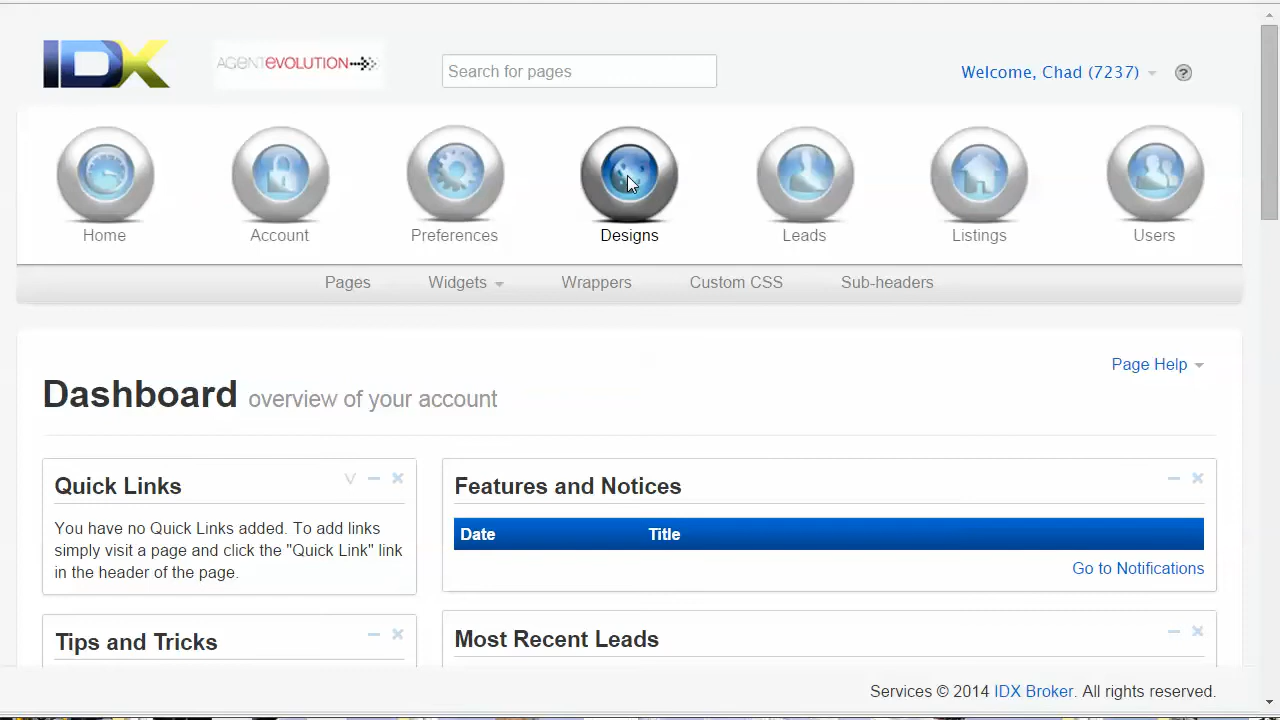 IDX
AGENTEVOLUTION
Search for pages
Welcome, Chad (7237)
?
Home
Account
Preferences
Designs
Leads
Listings
Users
Pages
Widgets
Wrappers
Custom CSS
Sub-headers
Page Help
Dashboard overview of your account
Quick Links
You have no Quick Links added. To add links
simply visit a page and click the "Quick Link" link
in the header of the page.
Features and Notices
Date Title
Go to Notifications
Tips and Tricks
Most Recent Leads
Services © 2014 IDX Broker. All rights reserved.